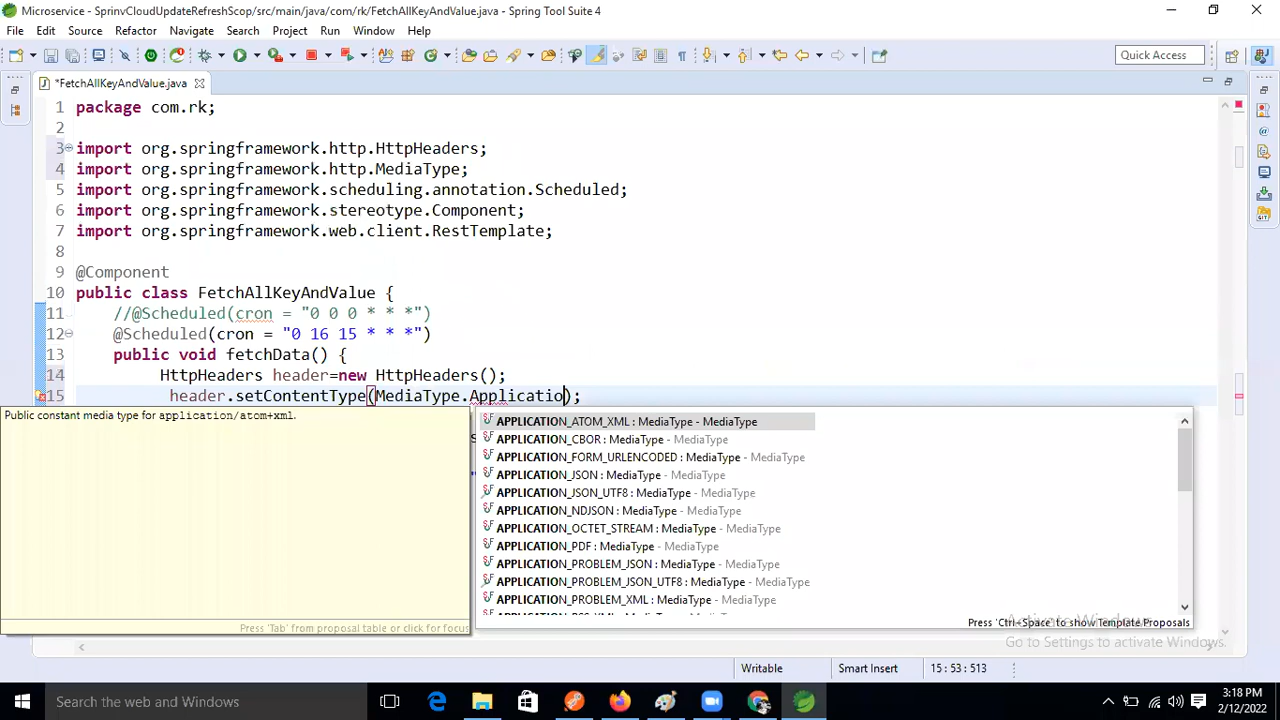 Microservice - SprinvCloudUpdateRefreshScop/src/main/java/com/rk/FetchAllKeyAndValue.java - Spring Tool Suite 4
File Edit Source Refactor Navigate Search Project Run Window Help
Quick Access
*FetchAllKeyAndValue.java
1 package com.rk;
2
3 import org.springframework.http.HttpHeaders;
4 import org.springframework.http.MediaType;
5 import org.springframework.scheduling.annotation.Scheduled;
6 import org.springframework.stereotype.Component;
7 import org.springframework.web.client.RestTemplate;
8
9 @Component
10 public class FetchAllKeyAndValue {
11 //@Scheduled(cron = "0 0 0 * * *")
12 @Scheduled(cron = "0 16 15 * * *")
13 public void fetchData() {
14 HttpHeaders header=new HttpHeaders();
15 header.setContentType(MediaType.Applicatio);
Public constant media type for application/atom+xml.
Press 'Tab' from proposal table or click for focus
APPLICATION_ATOM_XML : MediaType - MediaType
APPLICATION_CBOR : MediaType - MediaType
APPLICATION_FORM_URLENCODED : MediaType - MediaType
APPLICATION_JSON : MediaType - MediaType
APPLICATION_JSON_UTF8 : MediaType - MediaType
APPLICATION_NDJSON : MediaType - MediaType
APPLICATION_OCTET_STREAM : MediaType - MediaType
APPLICATION_PDF : MediaType - MediaType
APPLICATION_PROBLEM_JSON : MediaType - MediaType
APPLICATION_PROBLEM_JSON_UTF8 : MediaType - MediaType
APPLICATION_PROBLEM_XML : MediaType - MediaType
Press 'Ctrl+Space to show Template Proposals
Activate Windows
Go to Settings to activate Windows.
Writable Smart Insert 15 : 53 : 513
Search the web and Windows
3:18 PM
2/12/2022